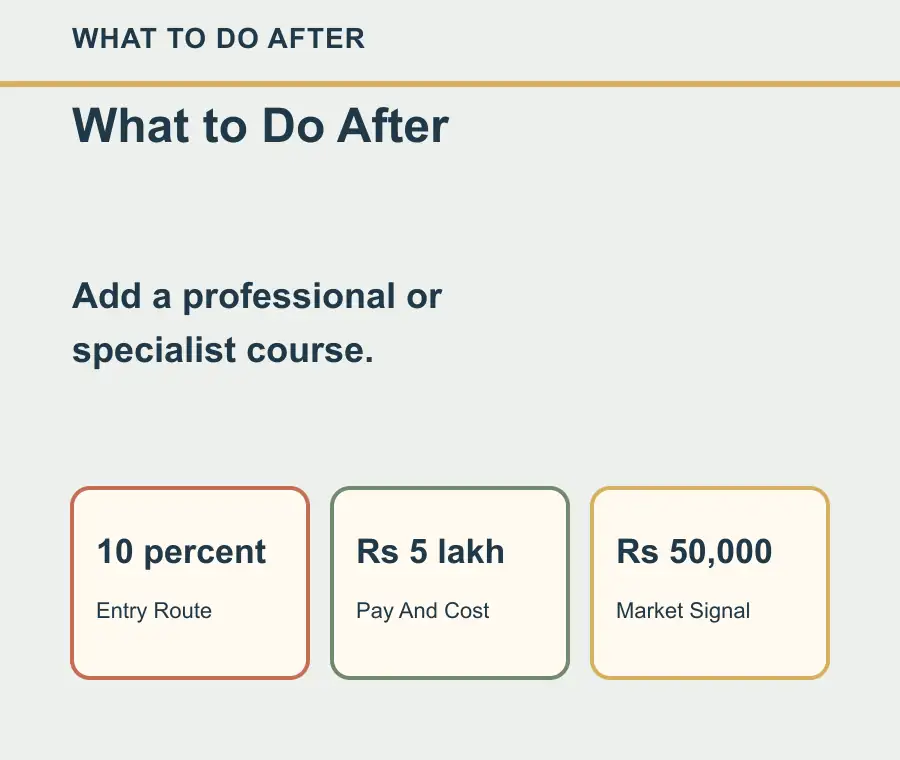 WHAT TO DO AFTER
What to Do After
Add a professional or
specialist course.
10 percent
Entry Route
Rs 5 lakh
Pay And Cost
Rs 50,000
Market Signal